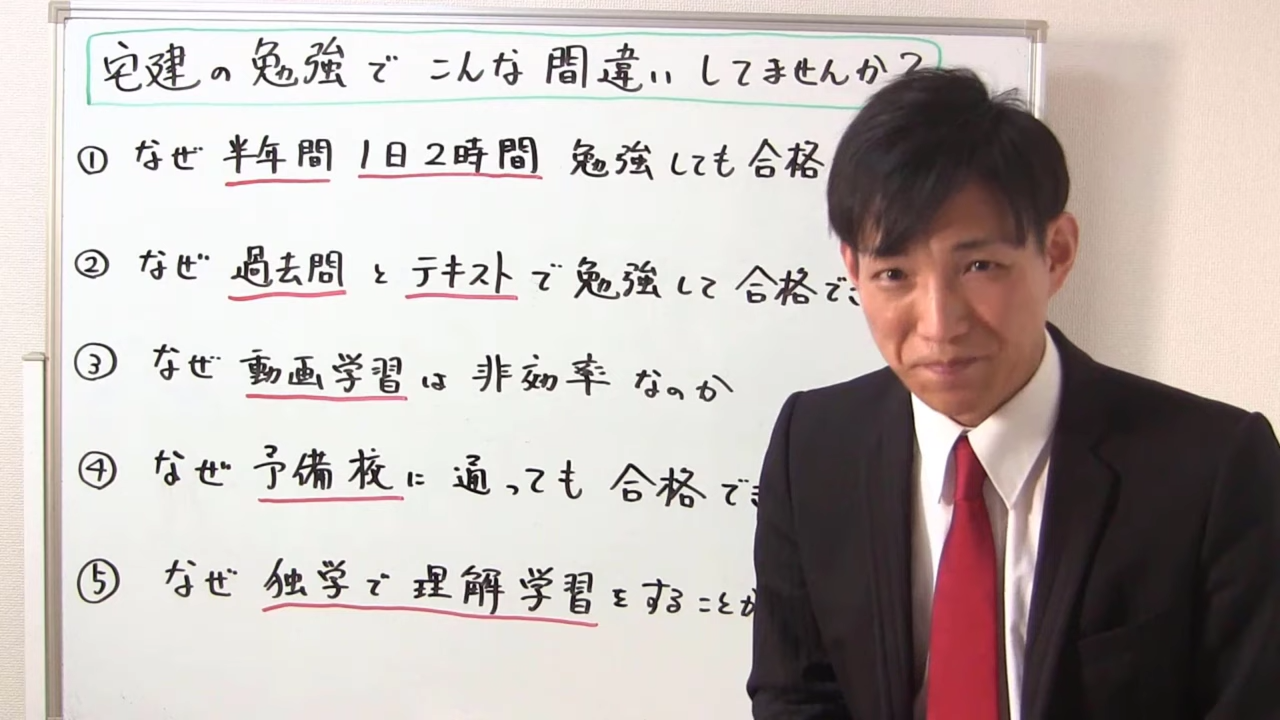 宅建の勉強でこんな間違いしてませんか?
① なぜ 半年間 1日2時間 勉強しても合格
② なぜ 過去問 と テキスト で 勉強して 合格でき
③ なぜ 動画学習 は 非効率 なのか
④ なぜ 予備校 に 通っても 合格でき
⑤ なぜ 独学で理解学習 をすることが